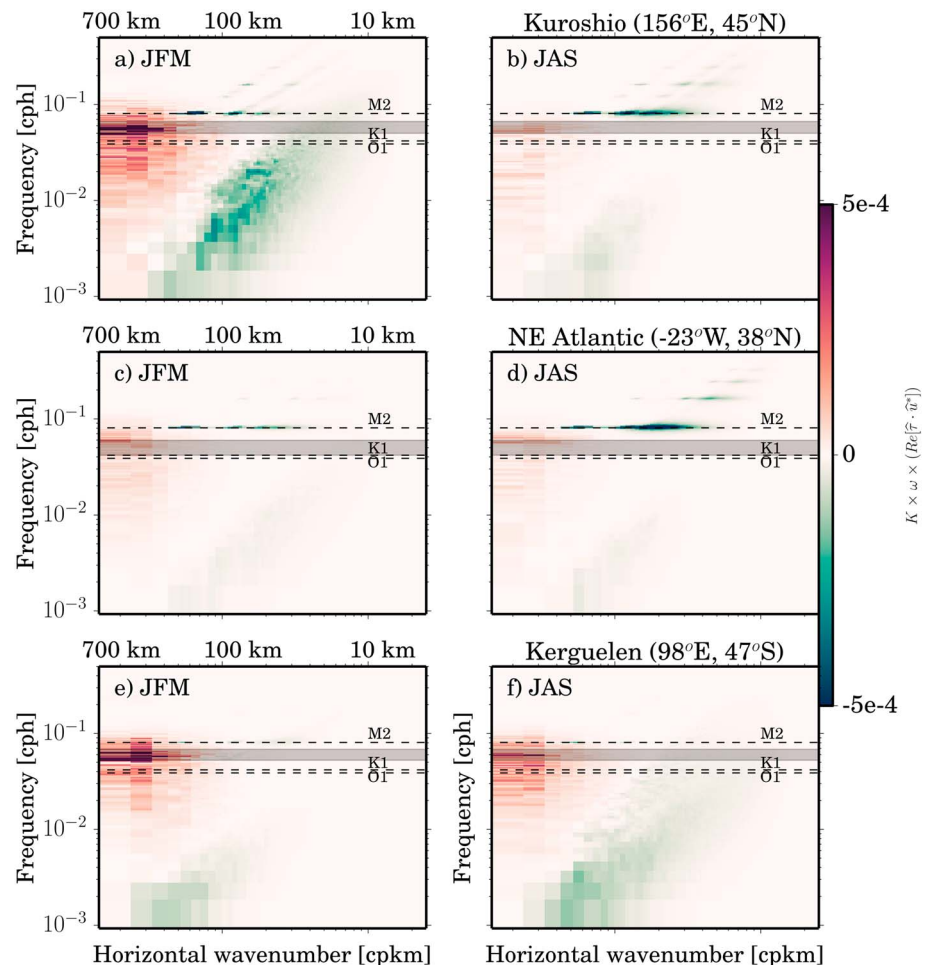 700 km 100 km 10 km
Kuroshio (156°E, 45°N)
a) JFM
b) JAS
M2
K1
O1
M2
K1
O1
Frequency [cph]
10⁻¹
10⁻²
10⁻³
700 km 100 km 10 km
NE Atlantic (-23°W, 38°N)
c) JFM
d) JAS
M2
K1
O1
M2
K1
O1
Frequency [cph]
10⁻¹
10⁻²
10⁻³
700 km 100 km 10 km
Kerguelen (98°E, 47°S)
e) JFM
f) JAS
M2
K1
O1
M2
K1
O1
Frequency [cph]
10⁻¹
10⁻²
10⁻³
Frequency [cph]
Horizontal wavenumber [cpkm]
Horizontal wavenumber [cpkm]
5e-4
0
-5e-4
K × ω × (Re[τ̂ · û*])